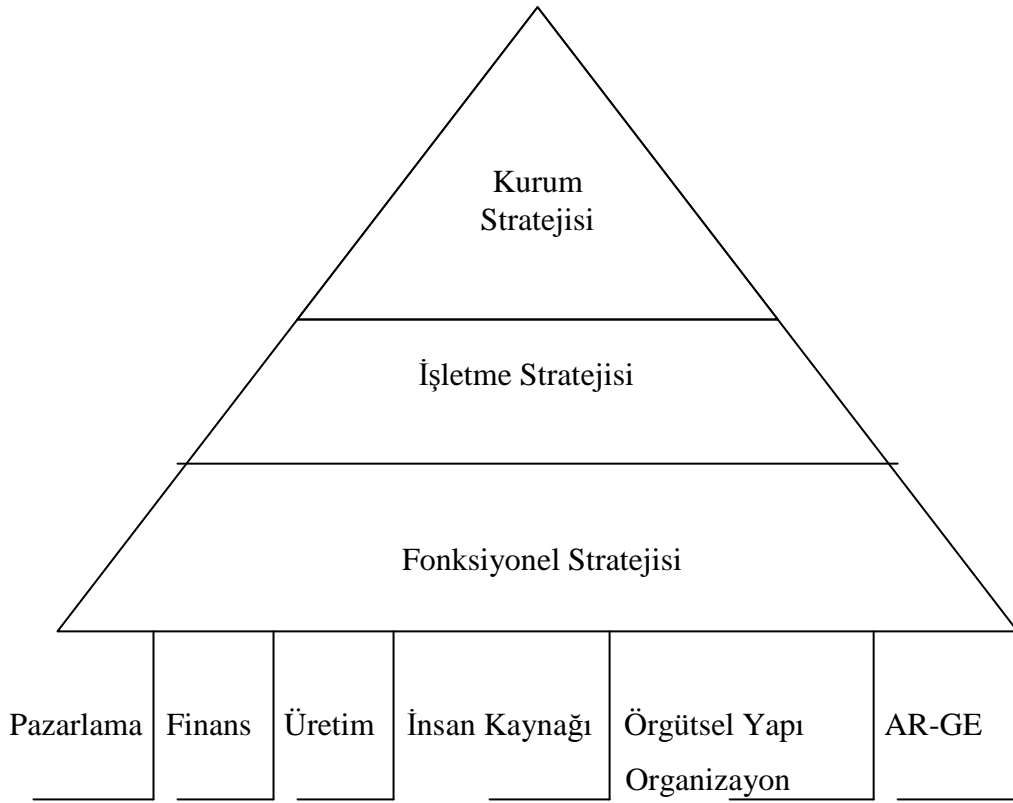 Kurum
Stratejisi
İşletme Stratejisi
Fonksiyonel Stratejisi
Pazarlama Finans Üretim İnsan Kaynağı Örgütsel Yapı AR-GE
Organizayon